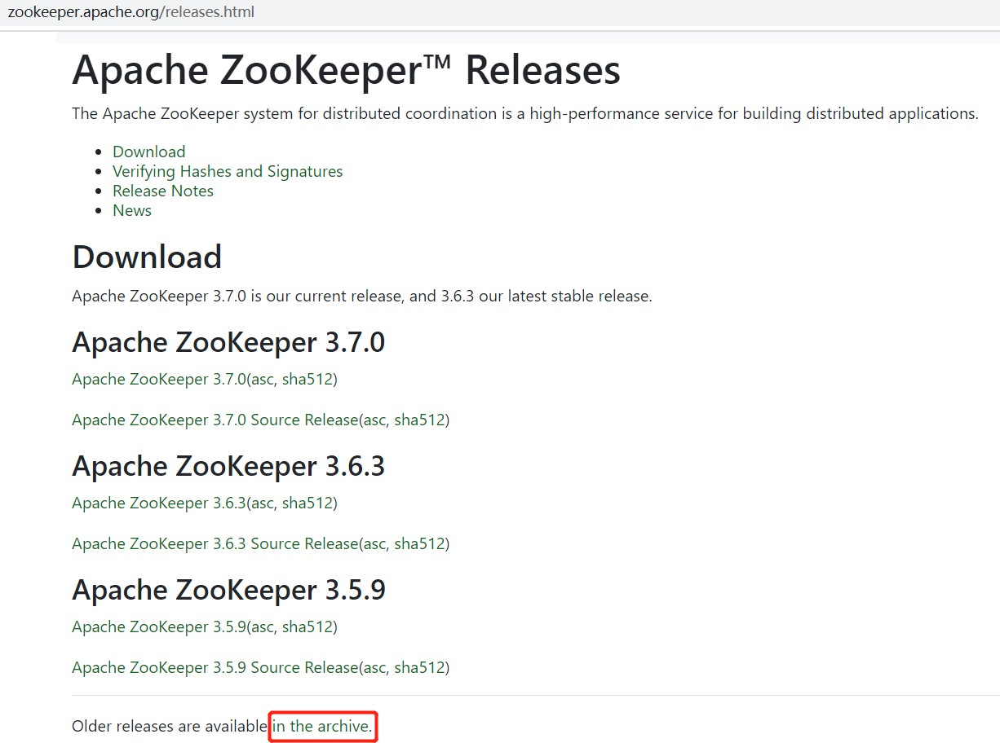 zookeeper.apache.org/releases.html
Apache ZooKeeper™ Releases
The Apache ZooKeeper system for distributed coordination is a high-performance service for building distributed applications.
Download
Verifying Hashes and Signatures
Release Notes
News
Download
Apache ZooKeeper 3.7.0 is our current release, and 3.6.3 our latest stable release.
Apache ZooKeeper 3.7.0
Apache ZooKeeper 3.7.0(asc, sha512)
Apache ZooKeeper 3.7.0 Source Release(asc, sha512)
Apache ZooKeeper 3.6.3
Apache ZooKeeper 3.6.3(asc, sha512)
Apache ZooKeeper 3.6.3 Source Release(asc, sha512)
Apache ZooKeeper 3.5.9
Apache ZooKeeper 3.5.9(asc, sha512)
Apache ZooKeeper 3.5.9 Source Release(asc, sha512)
Older releases are available in the archive.